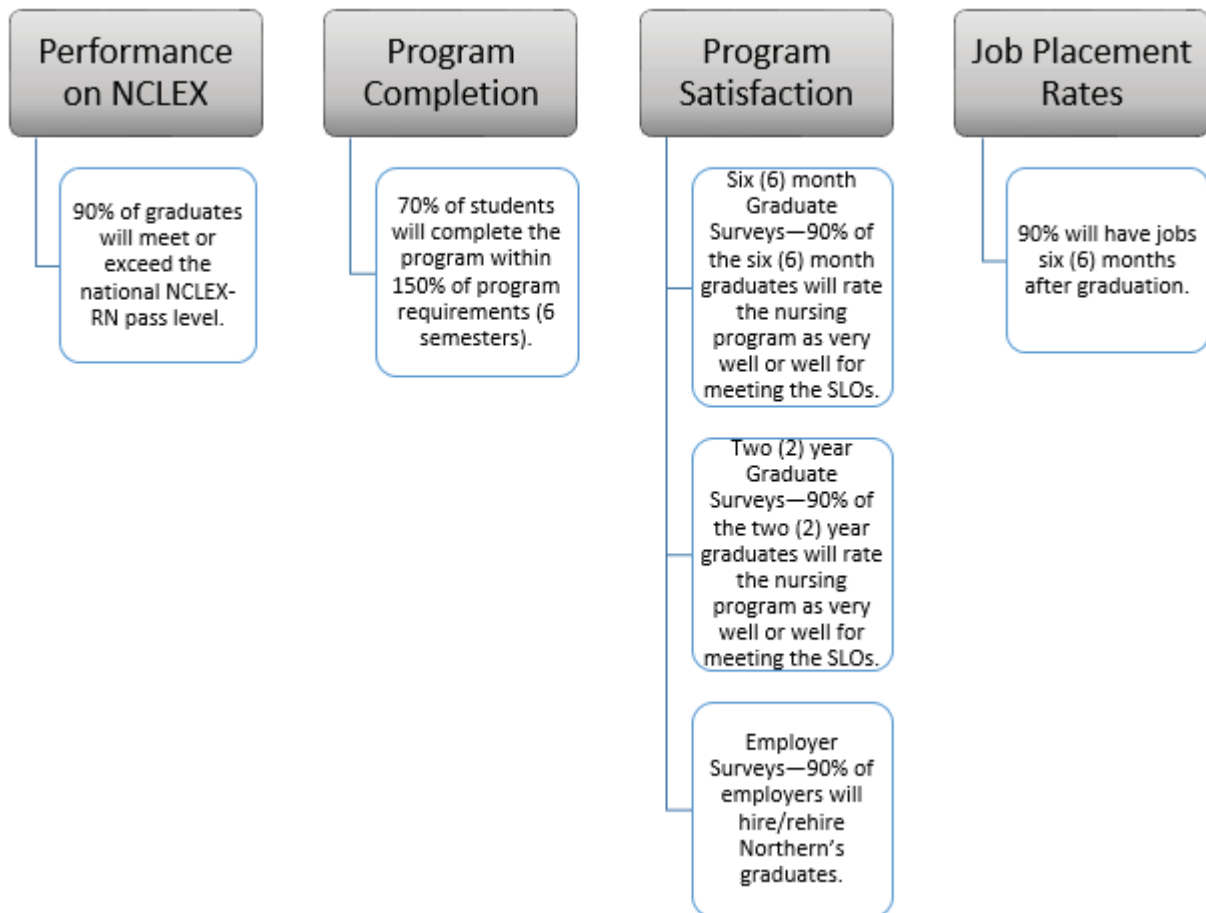 Performance
on NCLEX
90% of graduates
will meet or
exceed the
national NCLEX-
RN pass level.
Program
Completion
70% of students
will complete the
program within
150% of program
requirements (6
semesters).
Program
Satisfaction
Six (6) month
Graduate
Surveys—90% of
the six (6) month
graduates will rate
the nursing
program as very
well or well for
meeting the SLOs.
Two (2) year
Graduate
Surveys—90% of
the two (2) year
graduates will rate
the nursing
program as very
well or well for
meeting the SLOs.
Employer
Surveys—90% of
employers will
hire/rehire
Northern’s
graduates.
Job Placement
Rates
90% will have jobs
six (6) months
after graduation.